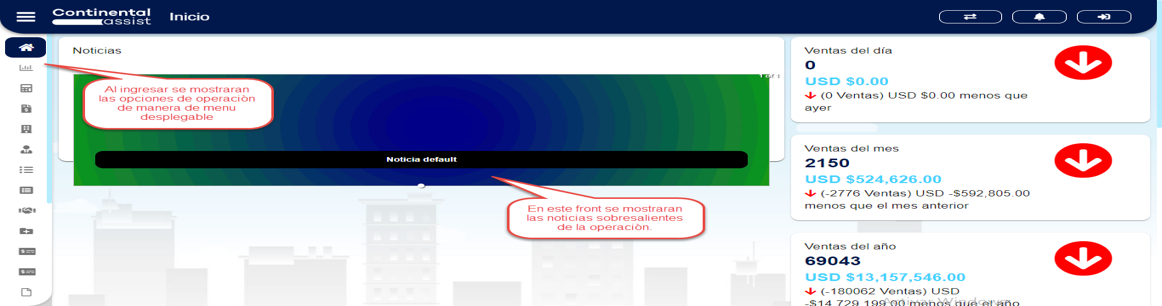 Continental
assist
Inicio
Noticias
1 / 1
Al ingresar se mostraran
las opciones de operaciòn
de manera de menu
desplegable
Noticia default
En este front se mostraran
las noticias sobresalientes
de la operaciòn.
Ventas del día
0
USD $0.00
(0 Ventas) USD $0.00 menos que
ayer
Ventas del mes
2150
USD $524,626.00
(-2776 Ventas) USD -$592,805.00
menos que el mes anterior
Ventas del año
69043
USD $13,157,546.00
(-180062 Ventas) USD
-$14,729,199.00 menos que el año